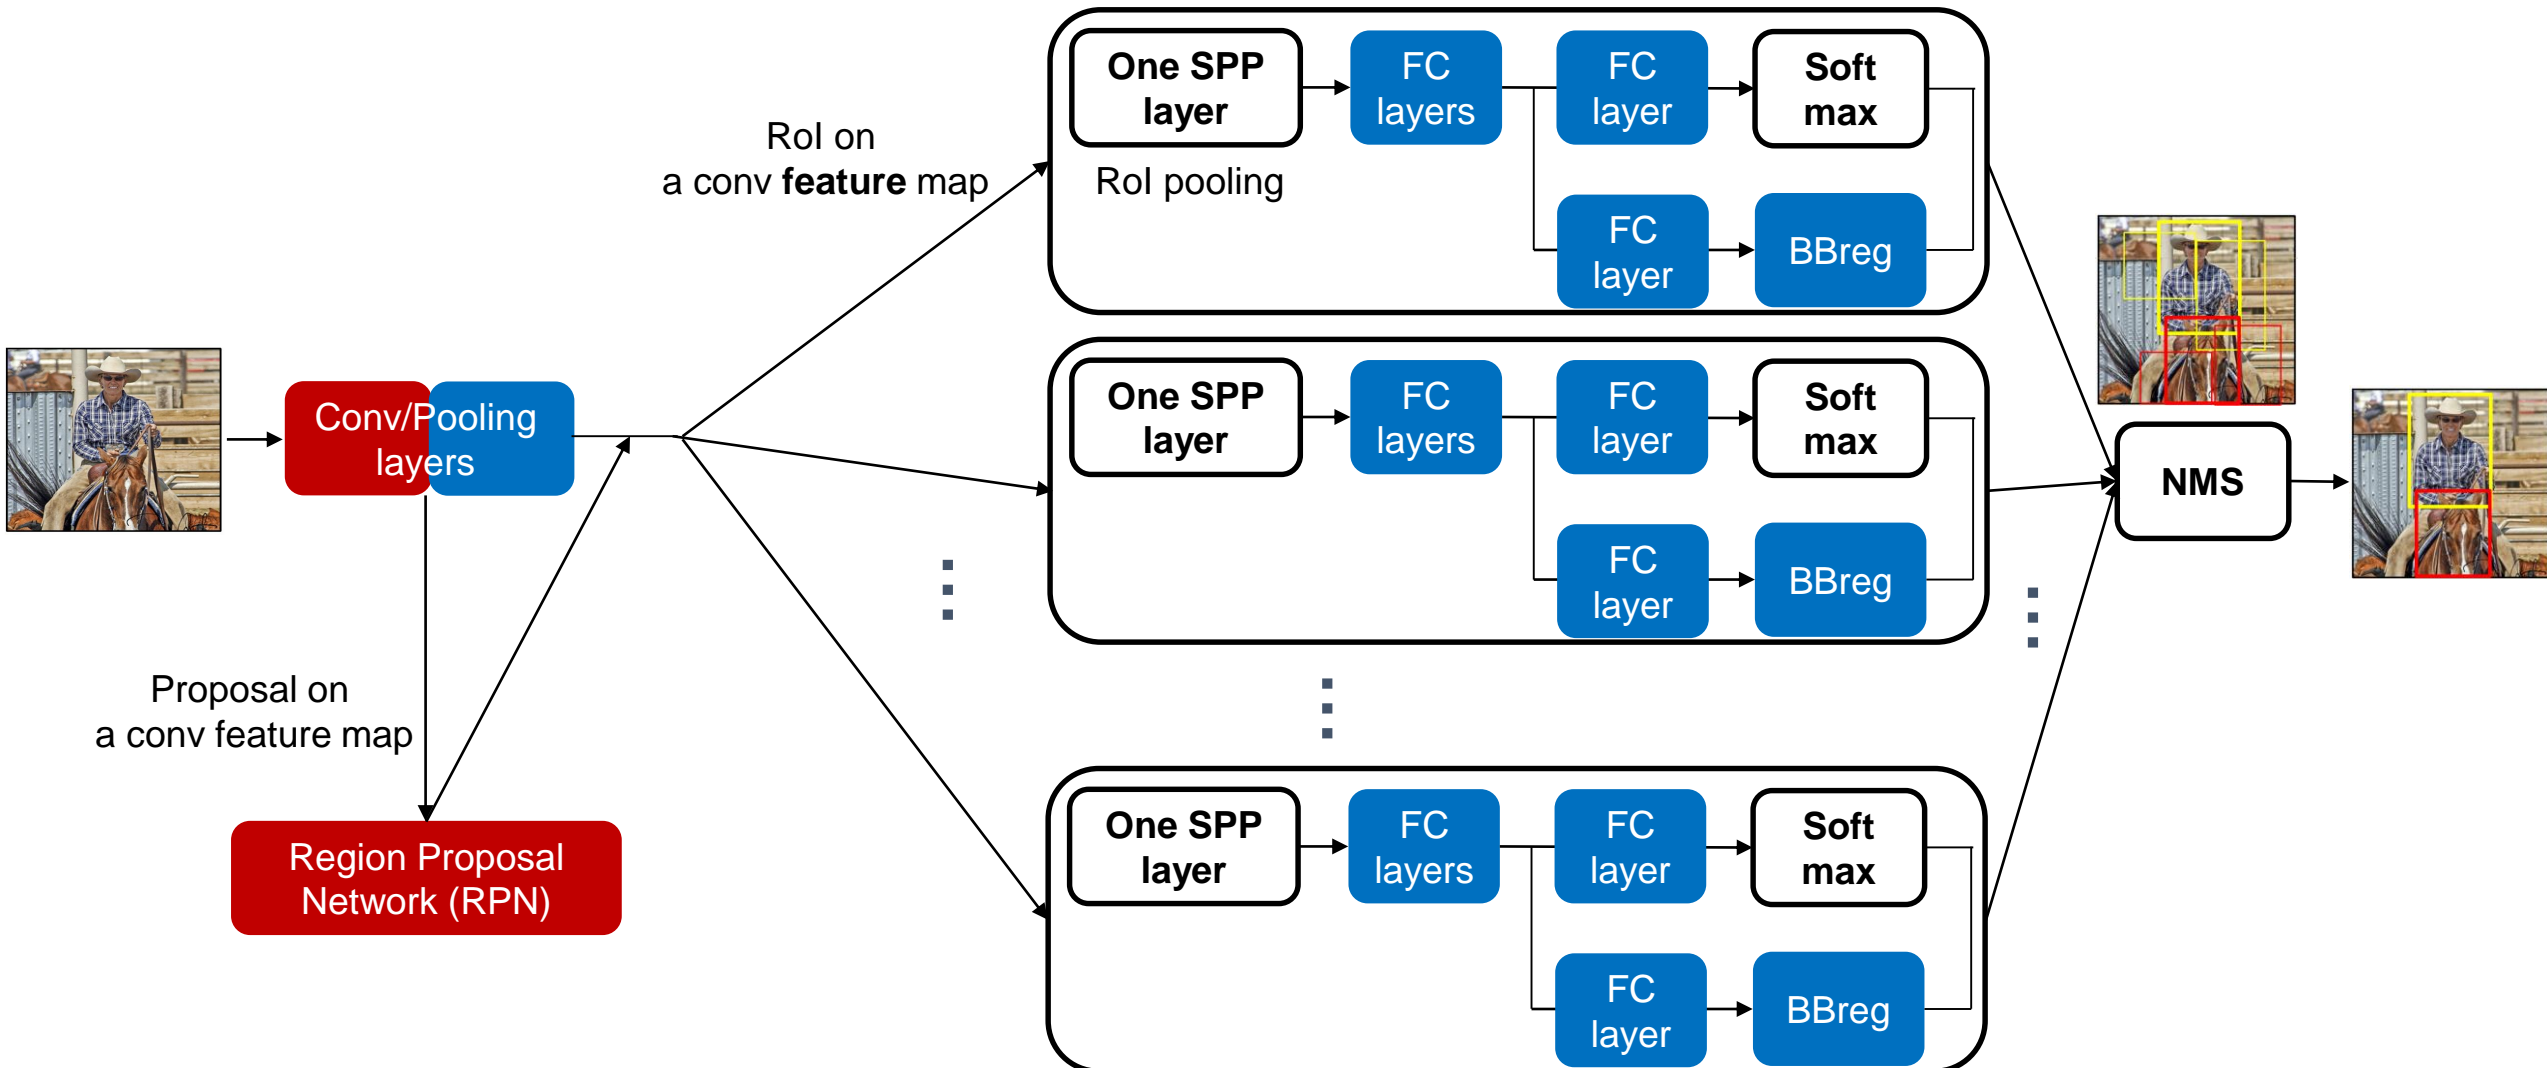 One SPP
layer
FC
layers
FC
layer
Soft
max
RoI on
a conv feature map
RoI pooling
FC
layer
BBreg
One SPP
layer
FC
layers
FC
layer
Soft
max
Conv/Pooling
layers
NMS
FC
layer
BBreg
Proposal on
a conv feature map
One SPP
layer
FC
layers
FC
layer
Soft
max
Region Proposal
Network (RPN)
FC
layer
BBreg